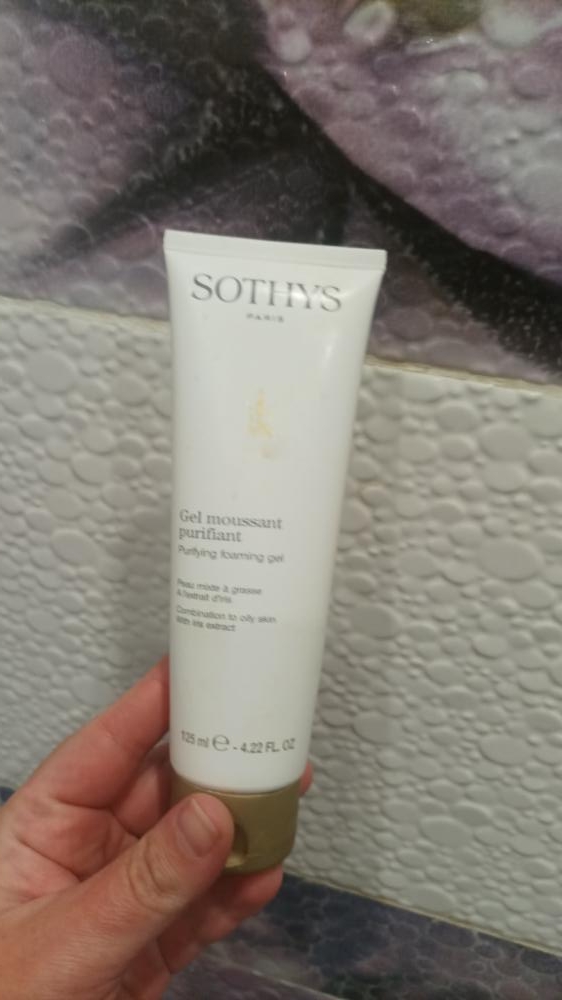 SOTHYS
PARIS
Gel moussant
purifiant
Purifying foaming gel
Peau mixte à grasse
à l'extrait d'iris
Combination to oily skin
with iris extract
125 ml ℮ - 4.22 FL. OZ